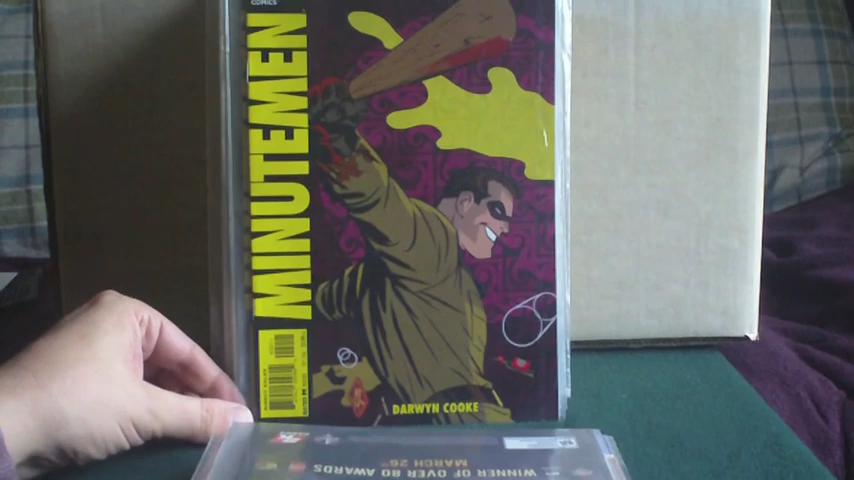 COMICS
MINUTEMEN
DARWYN COOKE
WINNER OF OVER 80 AWARDS
MARCH 26